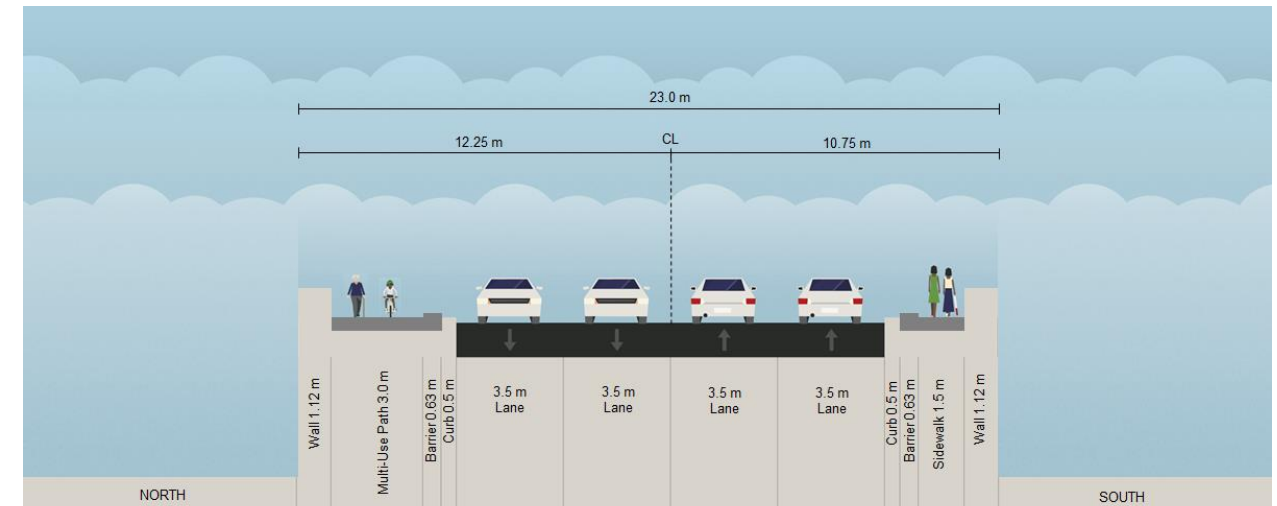 23.0 m
12.25 m
CL
10.75 m
Wall 1.12 m
Multi-Use Path 3.0 m
Barrier 0.63 m
Curb 0.5 m
3.5 m
Lane
3.5 m
Lane
3.5 m
Lane
3.5 m
Lane
Curb 0.5 m
Barrier 0.63 m
Sidewalk 1.5 m
Wall 1.12 m
NORTH
SOUTH